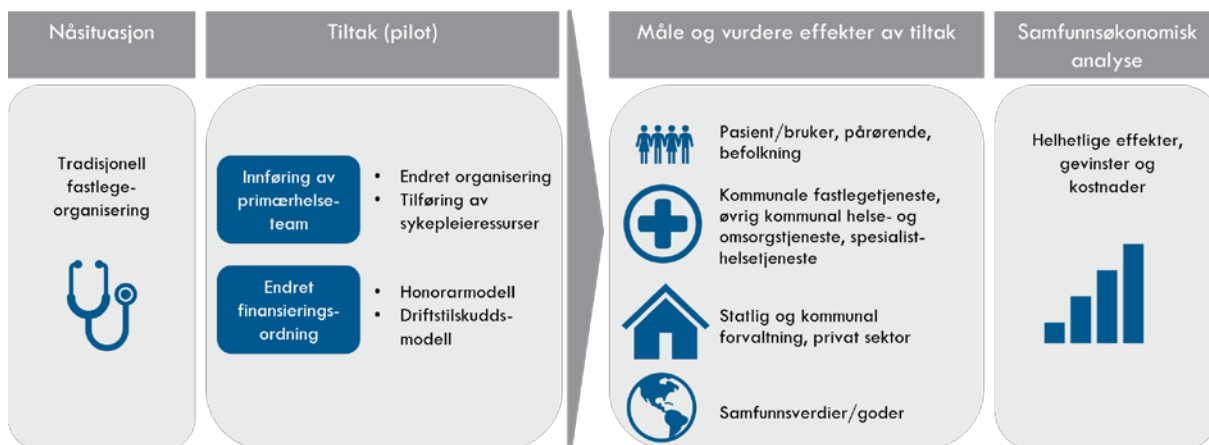 Nåsituasjon
Tradisjonell
fastlege-
organisering
Tiltak (pilot)
Innføring av
primærhelse-
team
• Endret organisering
• Tilføring av
sykepleieressurser
Endret
finansierings-
ordning
• Honorarmodell
• Driftstilskudds-
modell
Måle og vurdere effekter av tiltak
Pasient/bruker, pårørende,
befolkning
Kommunale fastlegetjeneste,
øvrig kommunal helse- og
omsorgstjeneste, spesialist-
helsetjeneste
Statlig og kommunal
forvaltning, privat sektor
Samfunnsverdier/goder
Samfunnsøkonomisk
analyse
Helhetlige effekter,
gevinster og
kostnader